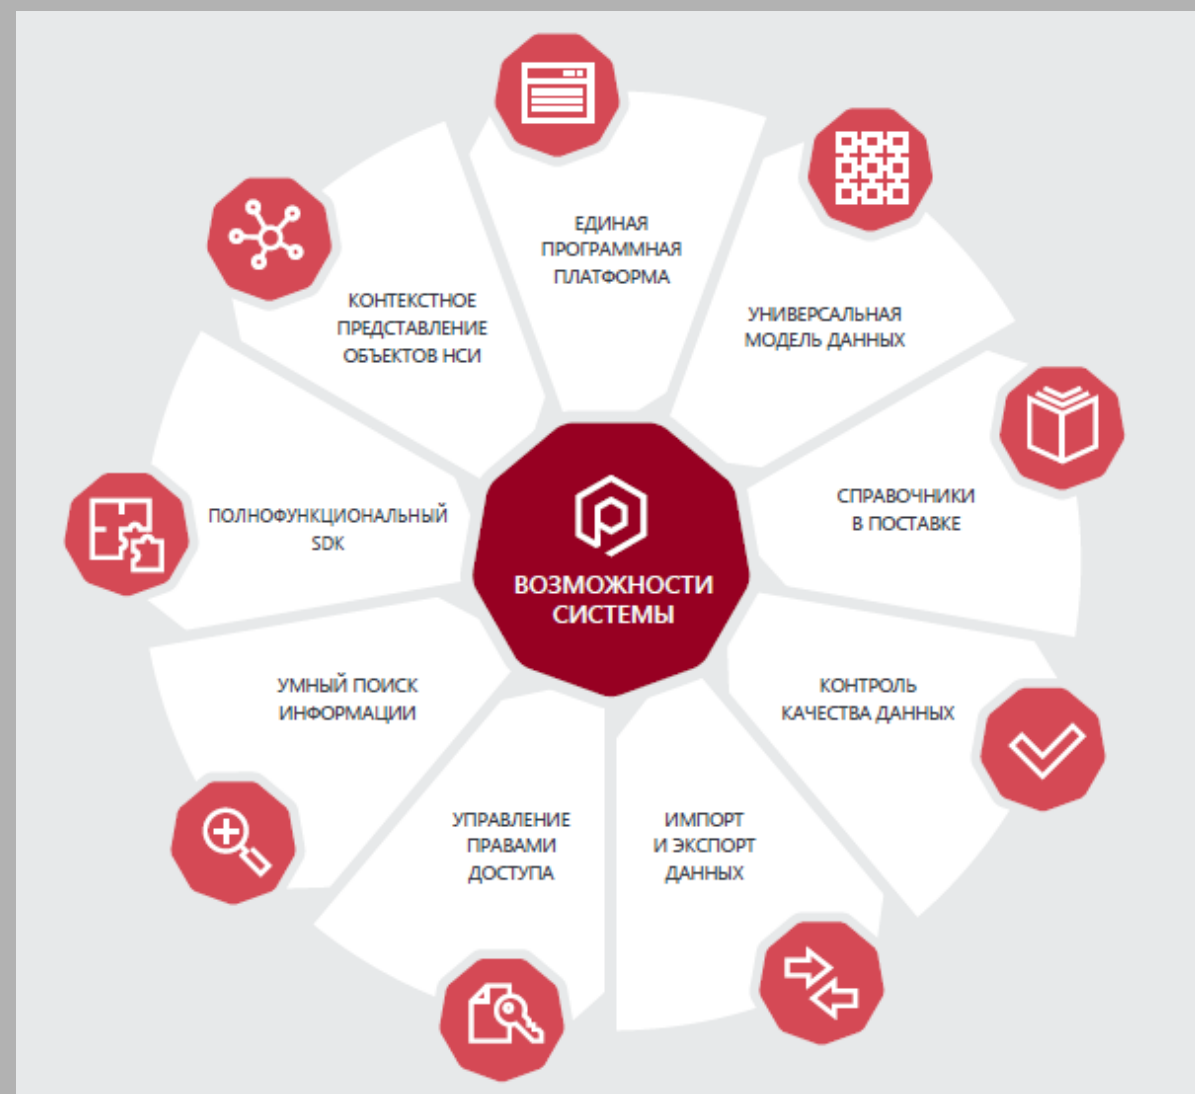 ЕДИНАЯ
ПРОГРАММНАЯ
ПЛАТФОРМА
УНИВЕРСАЛЬНАЯ
МОДЕЛЬ ДАННЫХ
СПРАВОЧНИКИ
В ПОСТАВКЕ
КОНТРОЛЬ
КАЧЕСТВА ДАННЫХ
ИМПОРТ
И ЭКСПОРТ
ДАННЫХ
УПРАВЛЕНИЕ
ПРАВАМИ
ДОСТУПА
УМНЫЙ ПОИСК
ИНФОРМАЦИИ
ПОЛНОФУНКЦИОНАЛЬНЫЙ
SDK
КОНТЕКСТНОЕ
ПРЕДСТАВЛЕНИЕ
ОБЪЕКТОВ НСИ
ВОЗМОЖНОСТИ
СИСТЕМЫ